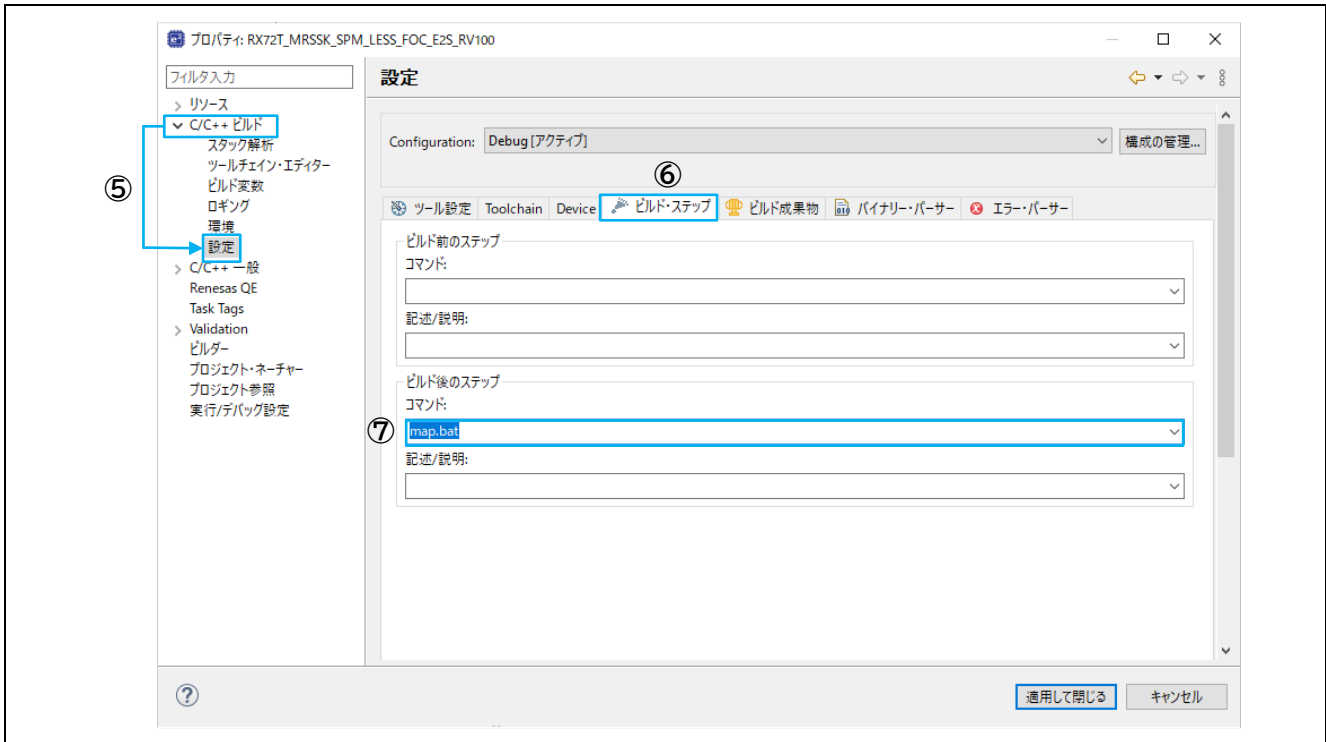 プロパティ: RX72T_MRSSK_SPM_LESS_FOC_E2S_RV100
フィルタ入力
設定
リソース
C/C++ ビルド
スタック解析
ツールチェイン・エディター
ビルド変数
ロギング
環境
設定
C/C++ 一般
Renesas QE
Task Tags
Validation
ビルダー
プロジェクト・ネーチャー
プロジェクト参照
実行/デバッグ設定
⑤
Configuration: Debug [アクティブ] 構成の管理...
⑥
ツール設定 Toolchain Device ビルド・ステップ ビルド成果物 バイナリー・パーサー エラー・パーサー
ビルド前のステップ
コマンド:
記述/説明:
ビルド後のステップ
コマンド:
⑦ map.bat
記述/説明:
適用して閉じる キャンセル